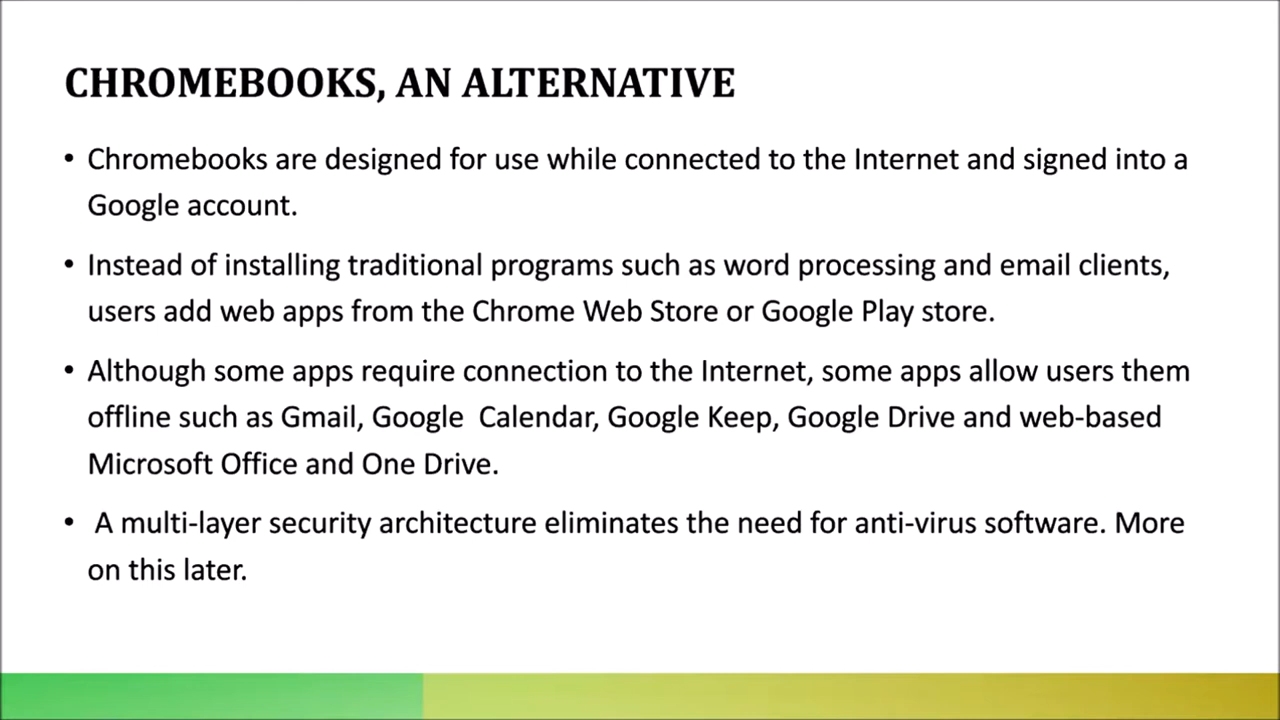 CHROMEBOOKS, AN ALTERNATIVE
• Chromebooks are designed for use while connected to the Internet and signed into a
Google account.
• Instead of installing traditional programs such as word processing and email clients,
users add web apps from the Chrome Web Store or Google Play store.
• Although some apps require connection to the Internet, some apps allow users them
offline such as Gmail, Google  Calendar, Google Keep, Google Drive and web-based
Microsoft Office and One Drive.
•  A multi-layer security architecture eliminates the need for anti-virus software. More
on this later.